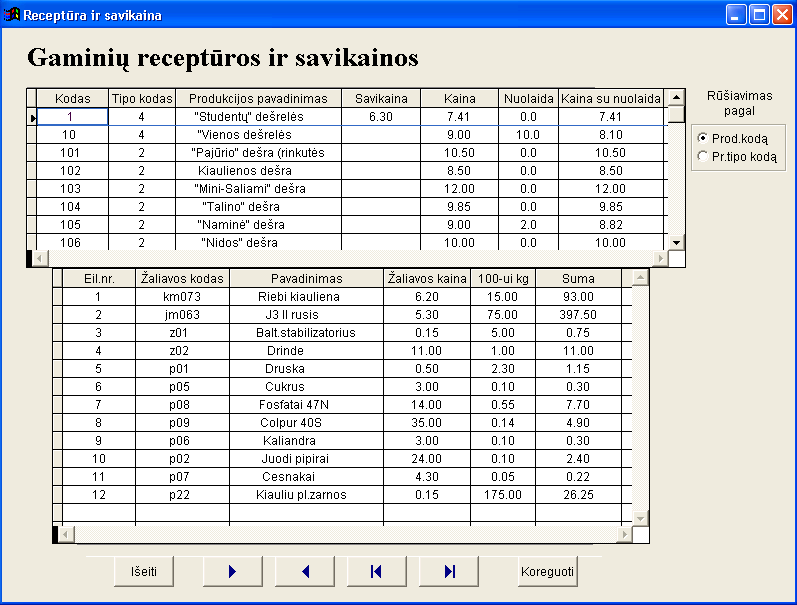 Receptūra ir savikaina
Gaminių receptūros ir savikainos
Kodas Tipo kodas Produkcijos pavadinimas Savikaina Kaina Nuolaida Kaina su nuolaida
1 4 "Studentų" dešrelės 6.30 7.41 0.0 7.41
10 4 "Vienos dešrelės 9.00 10.0 8.10
101 2 "Pajūrio" dešra (rinkutės 10.50 0.0 10.50
102 2 Kiaulienos dešra 8.50 0.0 8.50
103 2 "Mini-Saliami" dešra 12.00 0.0 12.00
104 2 "Talino" dešra 9.85 0.0 9.85
105 2 "Naminė" dešra 9.00 2.0 8.82
106 2 "Nidos" dešra 10.00 0.0 10.00
Rūšiavimas
pagal
Prod.kodą
Pr.tipo kodą
Eil.nr. Žaliavos kodas Pavadinimas Žaliavos kaina 100-ui kg Suma
1 km073 Riebi kiauliena 6.20 15.00 93.00
2 jm063 J3 II rusis 5.30 75.00 397.50
3 z01 Balt.stabilizatorius 0.15 5.00 0.75
4 z02 Drinde 11.00 1.00 11.00
5 p01 Druska 0.50 2.30 1.15
6 p05 Cukrus 3.00 0.10 0.30
7 p08 Fosfatai 47N 14.00 0.55 7.70
8 p09 Colpur 40S 35.00 0.14 4.90
9 p06 Kaliandra 3.00 0.10 0.30
10 p02 Juodi pipirai 24.00 0.10 2.40
11 p07 Cesnakai 4.30 0.05 0.22
12 p22 Kiauliu pl.zarnos 0.15 175.00 26.25
Išeiti
Koreguoti